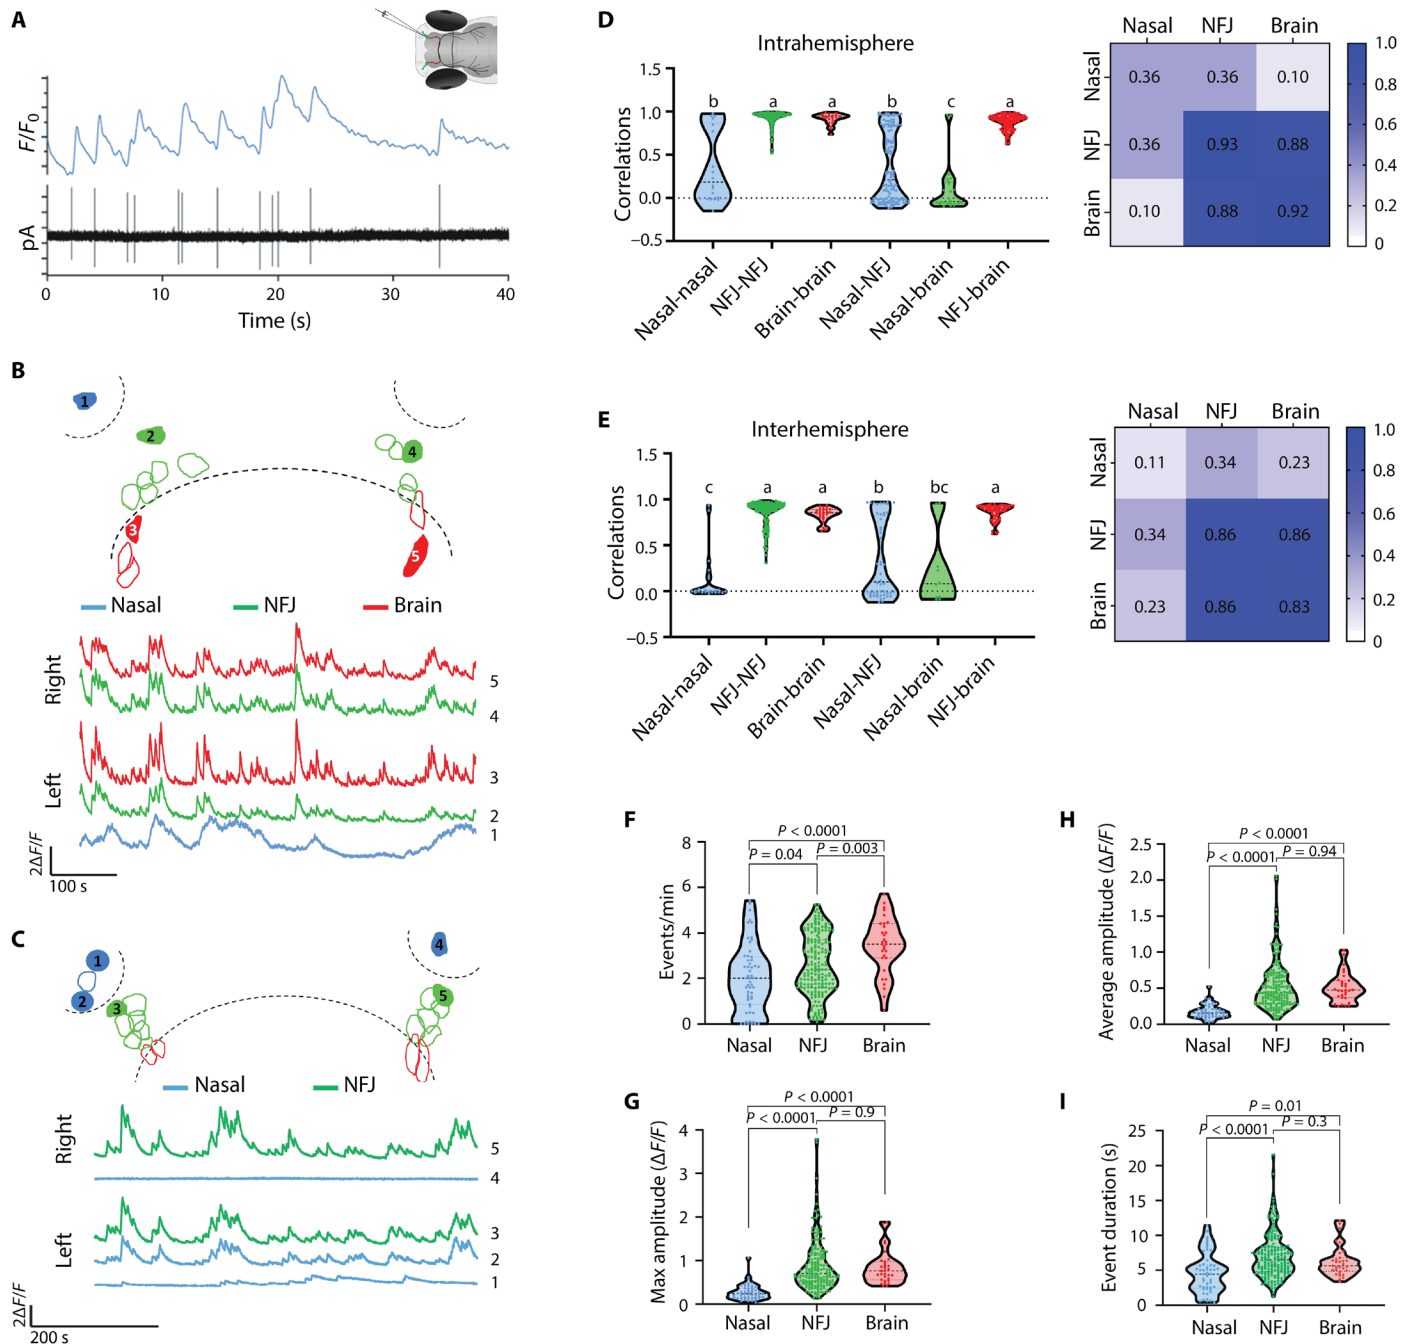 A
F/F0
pA
0
10
20
30
40
Time (s)
B
1
2
3
4
5
Nasal
NFJ
Brain
Right
5
4
Left
3
2
1
2ΔF/F
100 s
C
1
2
3
4
5
Nasal
NFJ
Right
5
4
Left
3
2
1
2ΔF/F
200 s
D
Intrahemisphere
Correlations
1.5
1.0
0.5
0.0
−0.5
b
a
a
b
c
a
Nasal-nasal
NFJ-NFJ
Brain-brain
Nasal-NFJ
Nasal-brain
NFJ-brain
Nasal NFJ Brain
Nasal 0.36 0.36 0.10
NFJ 0.36 0.93 0.88
Brain 0.10 0.88 0.92
1.0
0.8
0.6
0.4
0.2
0
E
Interhemisphere
Correlations
1.5
1.0
0.5
0.0
−0.5
c
a
a
b
bc
a
Nasal-nasal
NFJ-NFJ
Brain-brain
Nasal-NFJ
Nasal-brain
NFJ-brain
Nasal NFJ Brain
Nasal 0.11 0.34 0.23
NFJ 0.34 0.86 0.86
Brain 0.23 0.86 0.83
1.0
0.8
0.6
0.4
0.2
0
F
P < 0.0001
P = 0.04
P = 0.003
Events/min
8
6
4
2
0
Nasal
NFJ
Brain
H
P < 0.0001
P < 0.0001
P = 0.94
Average amplitude (ΔF/F)
2.5
2.0
1.5
1.0
0.5
0.0
Nasal
NFJ
Brain
G
P < 0.0001
P < 0.0001
P = 0.9
Max amplitude (ΔF/F)
4
3
2
1
0
Nasal
NFJ
Brain
I
P = 0.01
P < 0.0001
P = 0.3
Event duration (s)
25
20
15
10
5
0
Nasal
NFJ
Brain